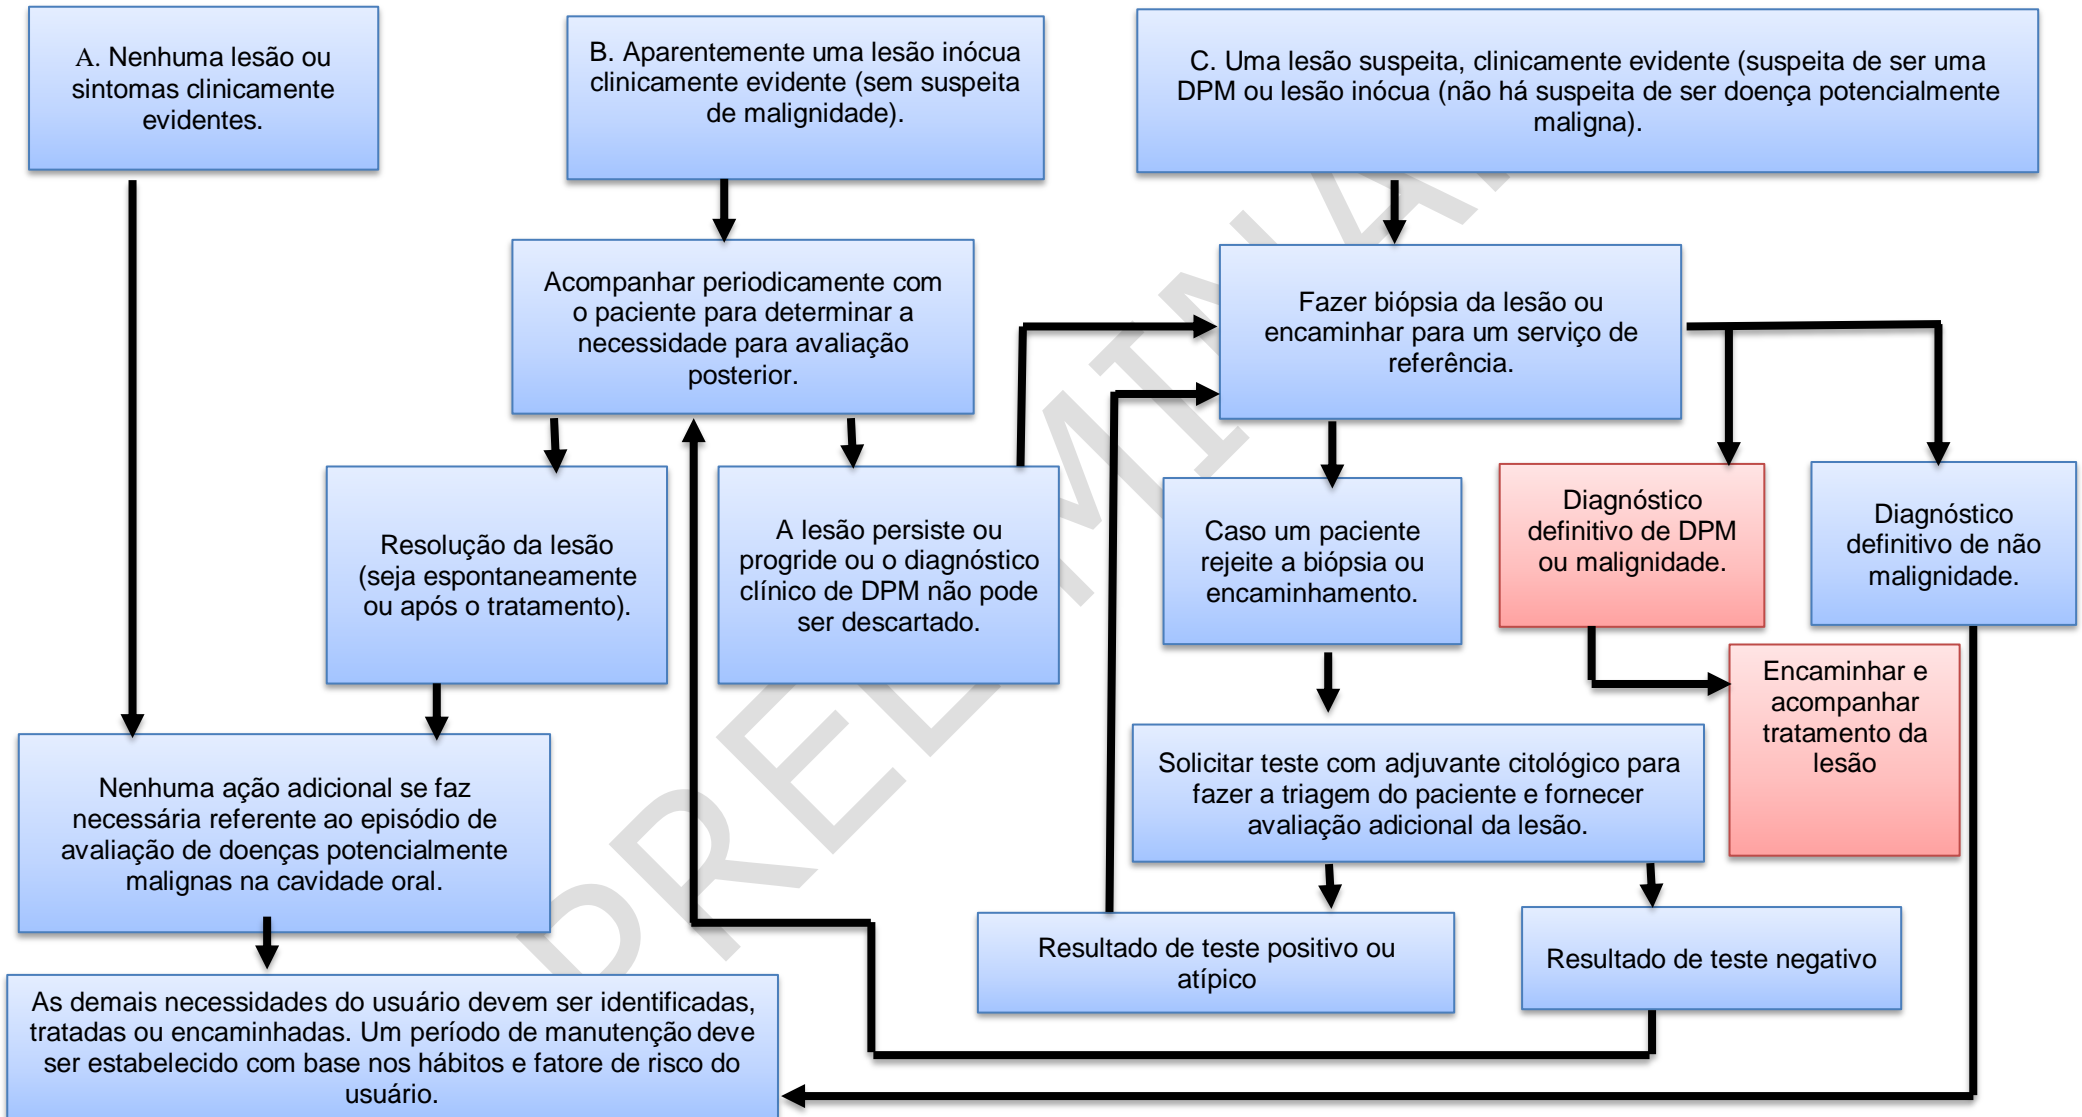 A. Nenhuma lesão ou
sintomas clinicamente
evidentes.
B. Aparentemente uma lesão inócua
clinicamente evidente (sem suspeita
de malignidade).
C. Uma lesão suspeita, clinicamente evidente (suspeita de ser uma
DPM ou lesão inócua (não há suspeita de ser doença potencialmente
maligna).
Acompanhar periodicamente com
o paciente para determinar a
necessidade para avaliação
posterior.
Fazer biópsia da lesão ou
encaminhar para um serviço de
referência.
Resolução da lesão
(seja espontaneamente
ou após o tratamento).
A lesão persiste ou
progride ou o diagnóstico
clínico de DPM não pode
ser descartado.
Caso um paciente
rejeite a biópsia ou
encaminhamento.
Diagnóstico
definitivo de DPM
ou malignidade.
Diagnóstico
definitivo de não
malignidade.
Encaminhar e
acompanhar
tratamento da
lesão
Solicitar teste com adjuvante citológico para
fazer a triagem do paciente e fornecer
avaliação adicional da lesão.
Nenhuma ação adicional se faz
necessária referente ao episódio de
avaliação de doenças potencialmente
malignas na cavidade oral.
Resultado de teste positivo ou
atípico
Resultado de teste negativo
As demais necessidades do usuário devem ser identificadas,
tratadas ou encaminhadas. Um período de manutenção deve
ser estabelecido com base nos hábitos e fatore de risco do
usuário.